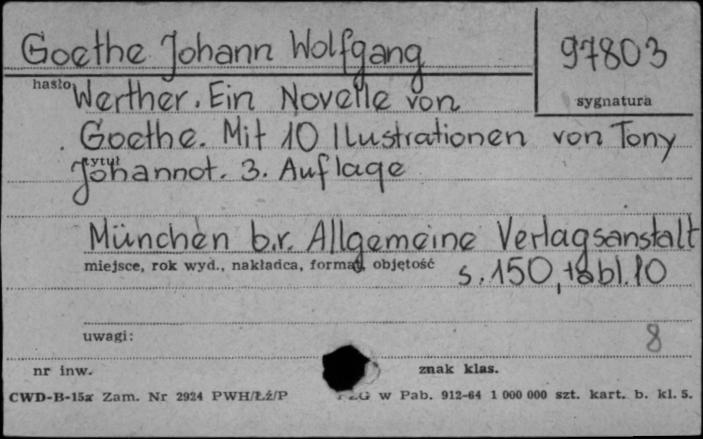 Goethe Johann Wolfgang
97803
hasło
sygnatura
Werther. Ein Novelle von
Goethe. Mit 10 Ilustrationen von Tony
tytuł
Johannot. 3. Auflage
München b.r. Allgemeine Verlagsanstalt
miejsce, rok wyd., nakładca, format, objętość
s. 150, tabl. 10
uwagi:
8
nr inw.
znak klas.
CWD-B-15a Zam. Nr 2924 PWH/Łź/P
w Pab. 912-64 1 000 000 szt. kart. b. kl. 5.